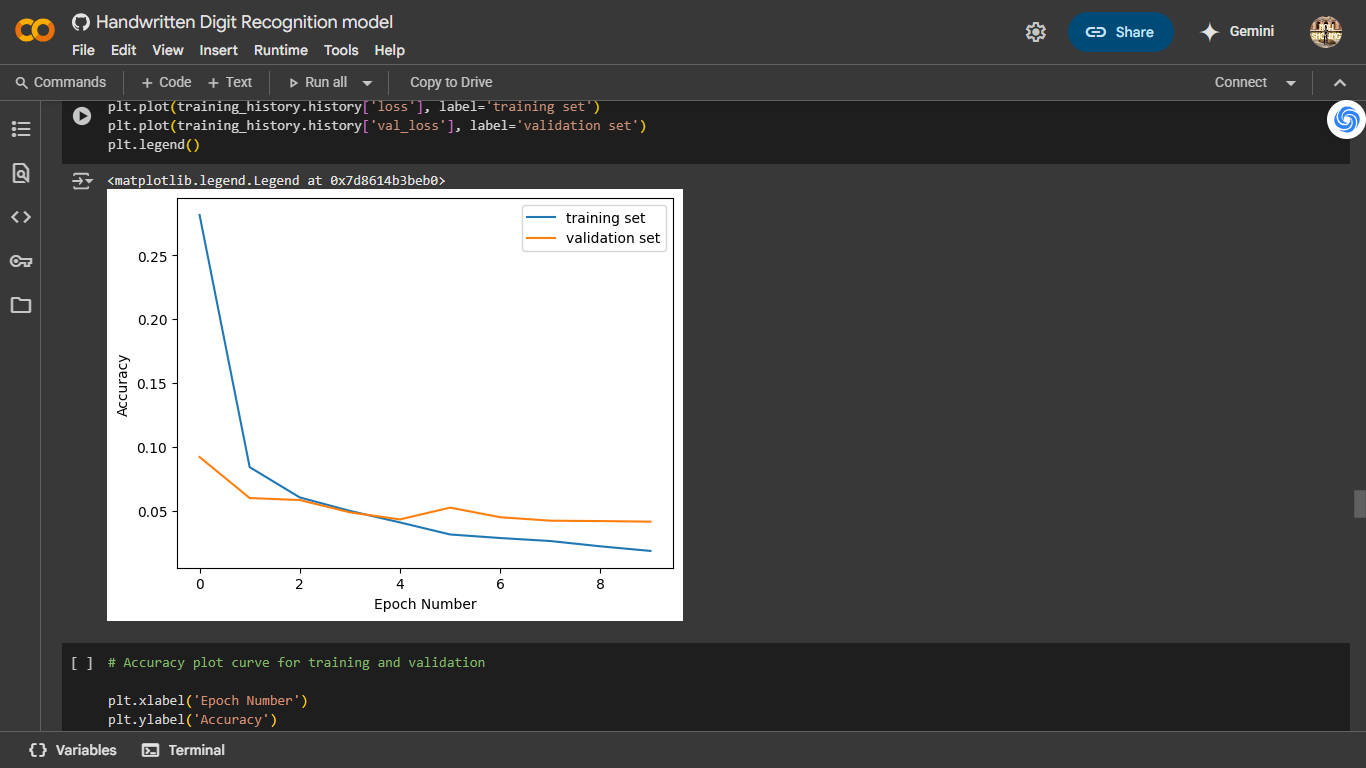 Handwritten Digit Recognition model
File Edit View Insert Runtime Tools Help
Share
Gemini
Commands + Code + Text Run all Copy to Drive Connect
plt.plot(training_history.history['loss'], label='training set')
plt.plot(training_history.history['val_loss'], label='validation set')
plt.legend()
<matplotlib.legend.Legend at 0x7d8614b3beb0>
training set
validation set
0.25
0.20
0.15
0.10
0.05
Accuracy
0 2 4 6 8
Epoch Number
[ ] # Accuracy plot curve for training and validation
plt.xlabel('Epoch Number')
plt.ylabel('Accuracy')
{} Variables Terminal